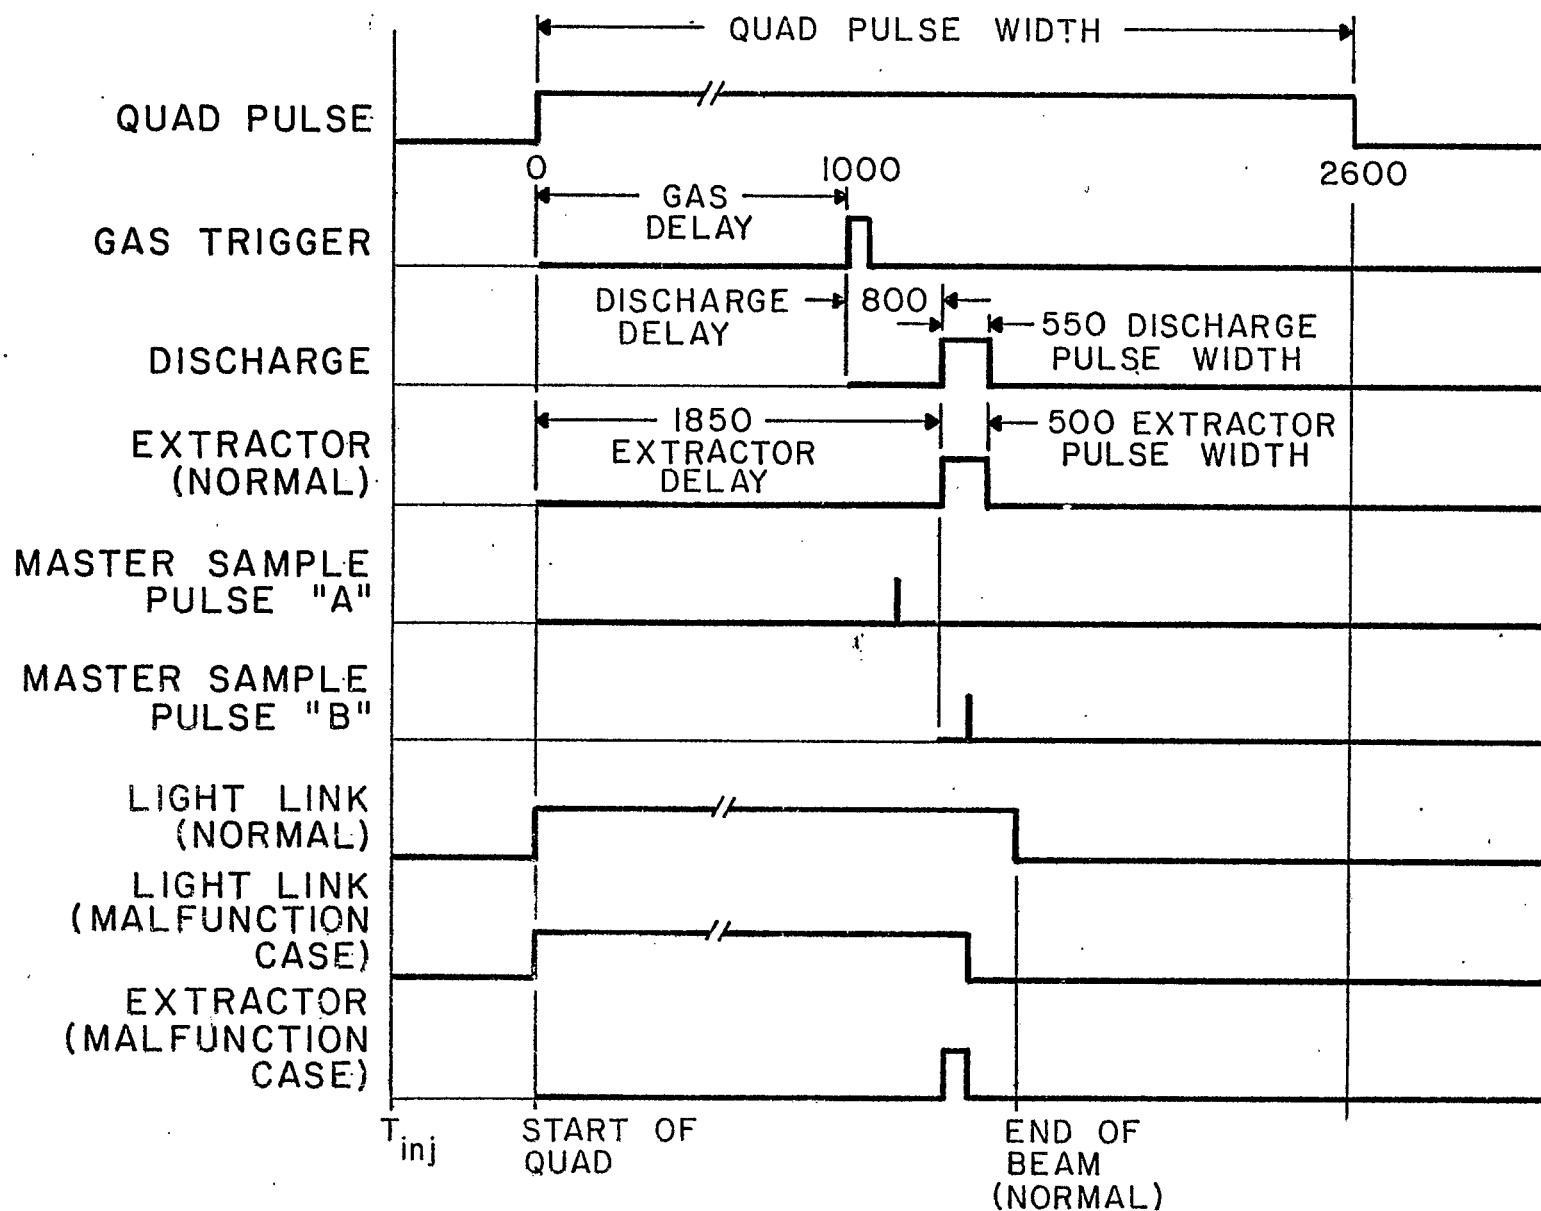 QUAD PULSE WIDTH
QUAD PULSE
0 1000 2600
GAS
DELAY
GAS TRIGGER
DISCHARGE
DELAY
800
550 DISCHARGE
PULSE WIDTH
DISCHARGE
1850
EXTRACTOR
DELAY
500 EXTRACTOR
PULSE WIDTH
EXTRACTOR
(NORMAL)
MASTER SAMPLE
PULSE "A"
MASTER SAMPLE
PULSE "B"
LIGHT LINK
(NORMAL)
LIGHT LINK
(MALFUNCTION
CASE)
EXTRACTOR
(MALFUNCTION
CASE)
Tinj
START OF
QUAD
END OF
BEAM
(NORMAL)